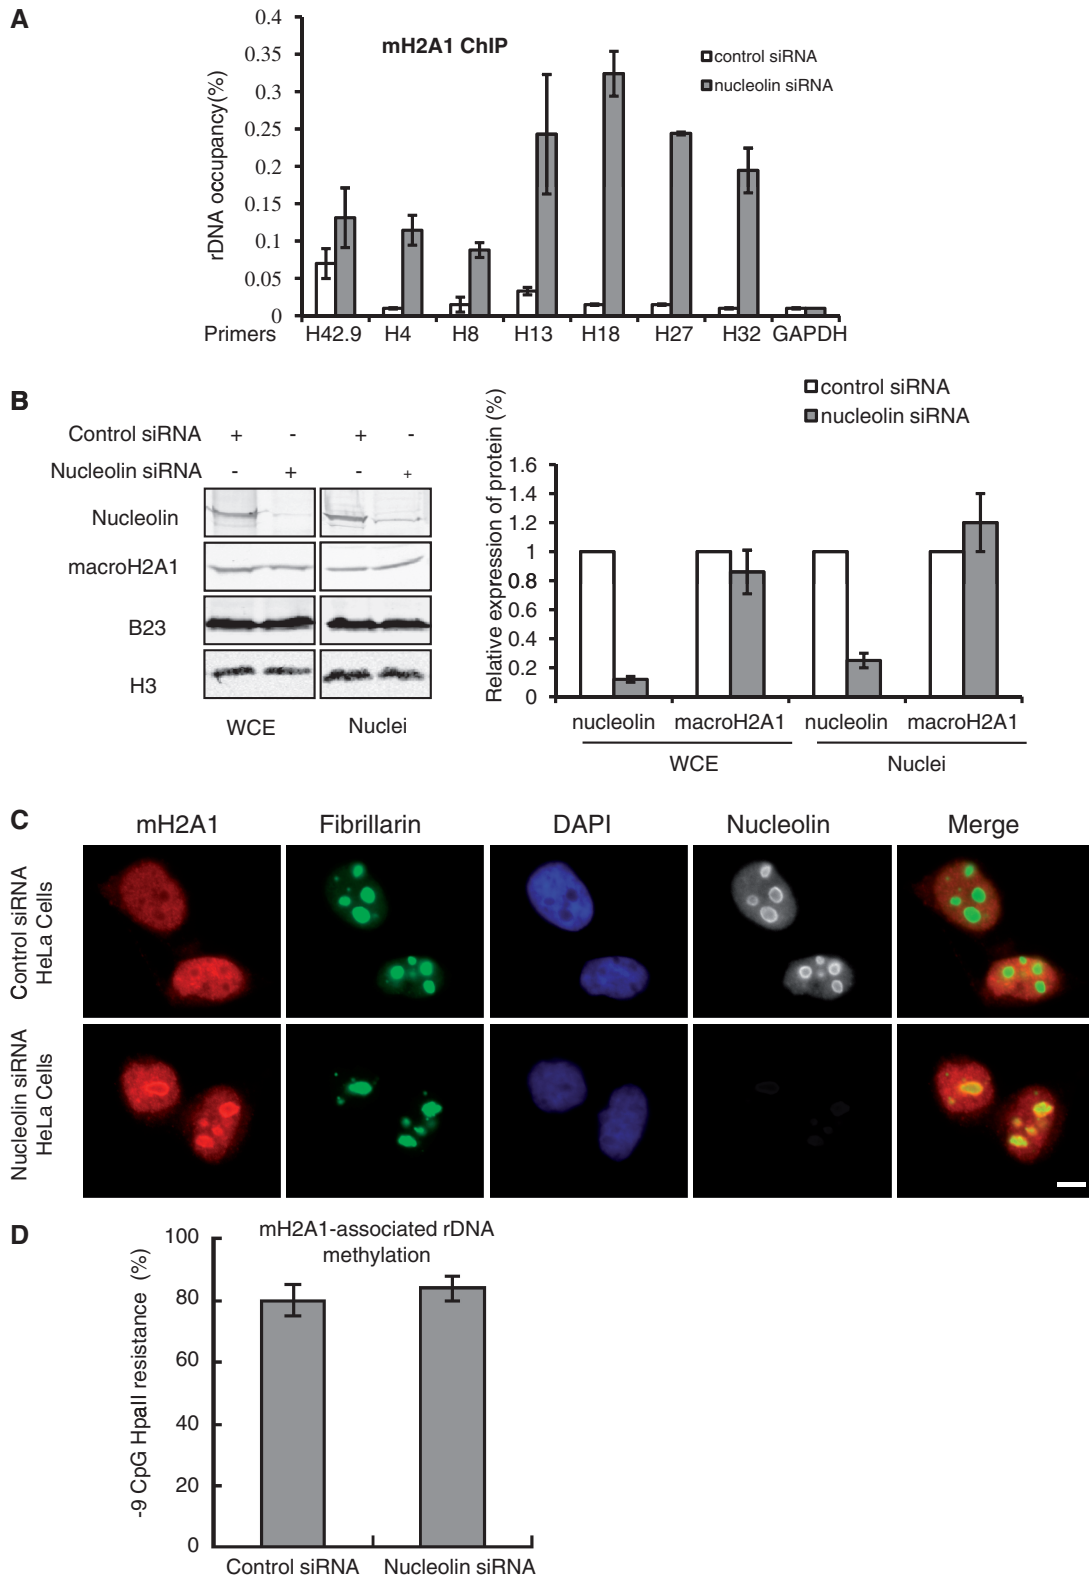 A
mH2A1 ChIP
control siRNA
nucleolin siRNA
rDNA occupancy(%)
0.4
0.35
0.3
0.25
0.2
0.15
0.1
0.05
0
Primers H42.9 H4 H8 H13 H18 H27 H32 GAPDH
B
Control siRNA + - + -
Nucleolin siRNA - + - +
Nucleolin
macroH2A1
B23
H3
WCE Nuclei
control siRNA
nucleolin siRNA
Relative expression of protein (%)
1.6
1.4
1.2
1
0.8
0.6
0.4
0.2
0
nucleolin macroH2A1 nucleolin macroH2A1
WCE Nuclei
C
mH2A1 Fibrillarin DAPI Nucleolin Merge
Control siRNA
HeLa Cells
Nucleolin siRNA
HeLa Cells
D
mH2A1-associated rDNA
methylation
-9 CpG HpaII resistance (%)
100
80
60
40
20
0
Control siRNA Nucleolin siRNA